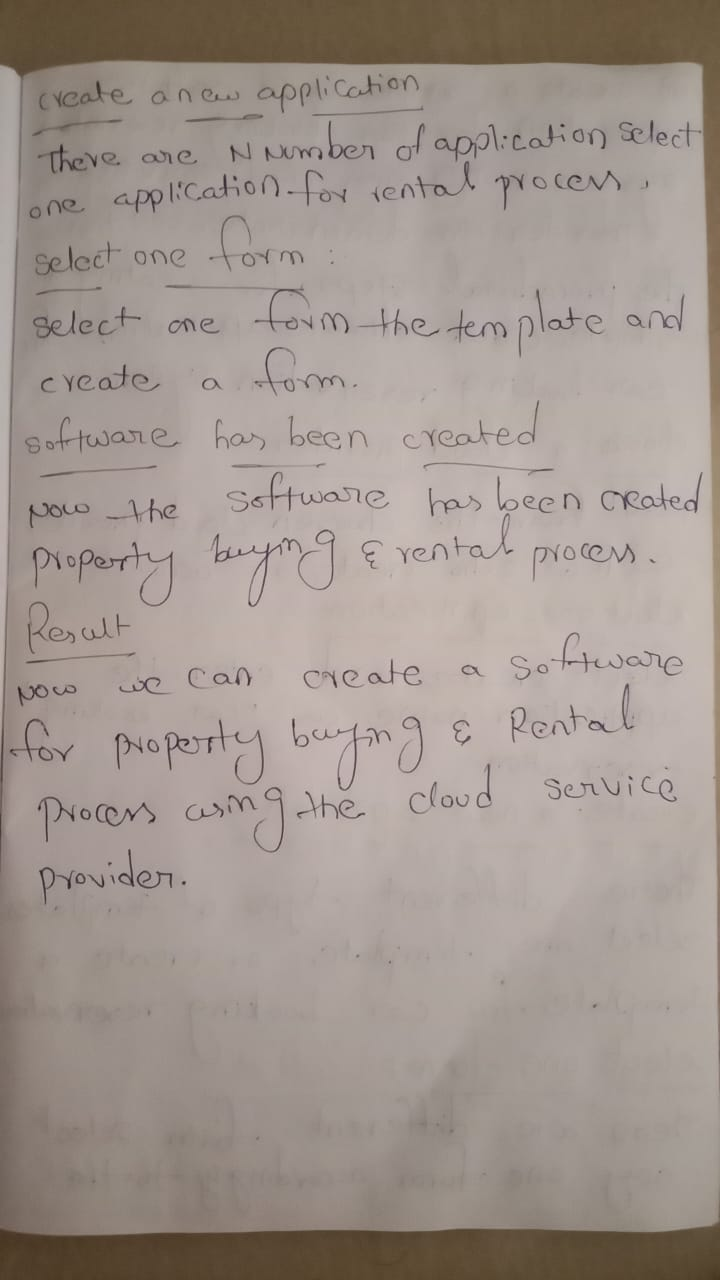 create a new application
There are N Number of application select
one application for rental process.
select one form :
select one form the template and
create a form.
software has been created
Now the software has been created
property buying & rental process.
Result
Now we can create a software
for property buying & Rental
process using the cloud service
provider.